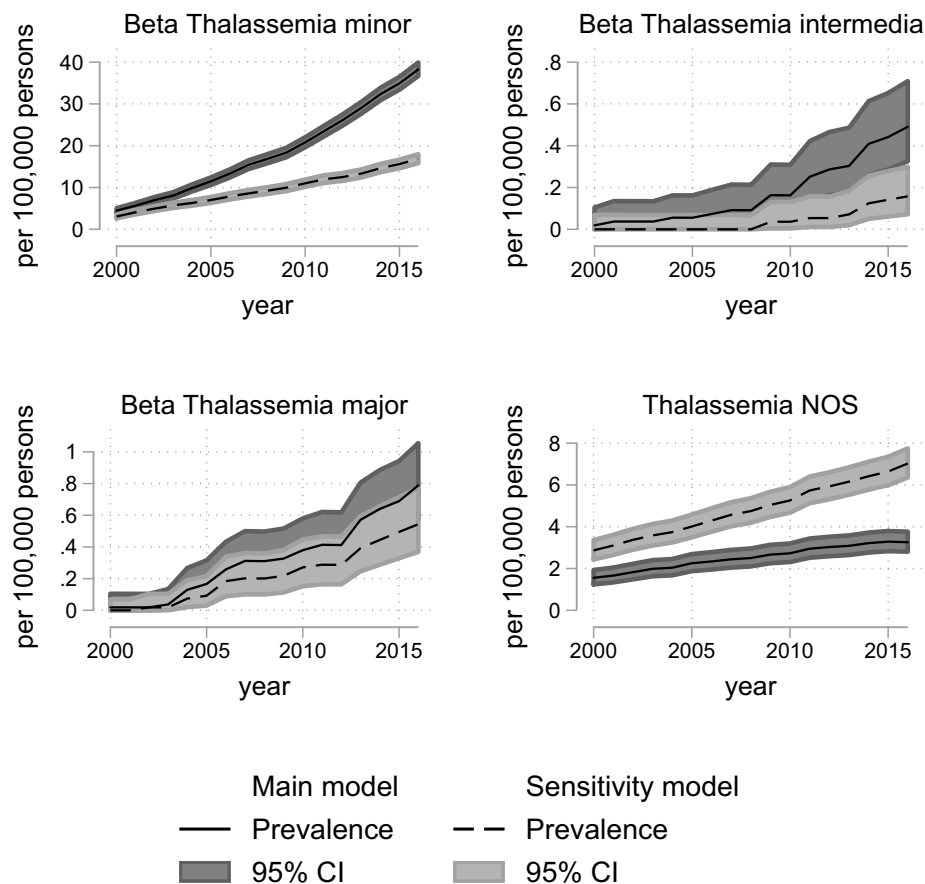 Beta Thalassemia minor
per 100,000 persons
40
30
20
10
0
2000 2005 2010 2015
year
Beta Thalassemia intermedia
per 100,000 persons
.8
.6
.4
.2
0
2000 2005 2010 2015
year
Beta Thalassemia major
per 100,000 persons
1
.8
.6
.4
.2
0
2000 2005 2010 2015
year
Thalassemia NOS
per 100,000 persons
8
6
4
2
0
2000 2005 2010 2015
year
Main model Sensitivity model
Prevalence Prevalence
95% CI 95% CI